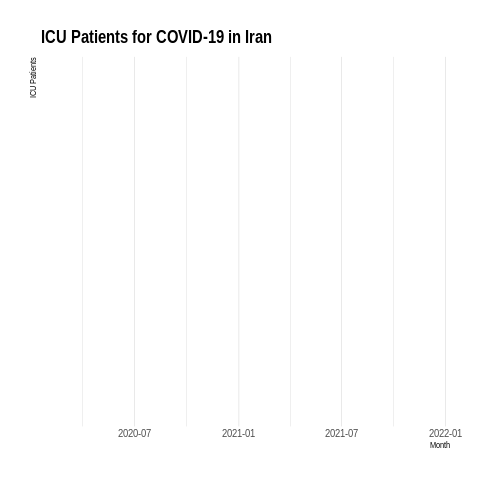 ICU Patients for COVID-19 in Iran
ICU Patients
2020-07 2021-01 2021-07 2022-01
Month